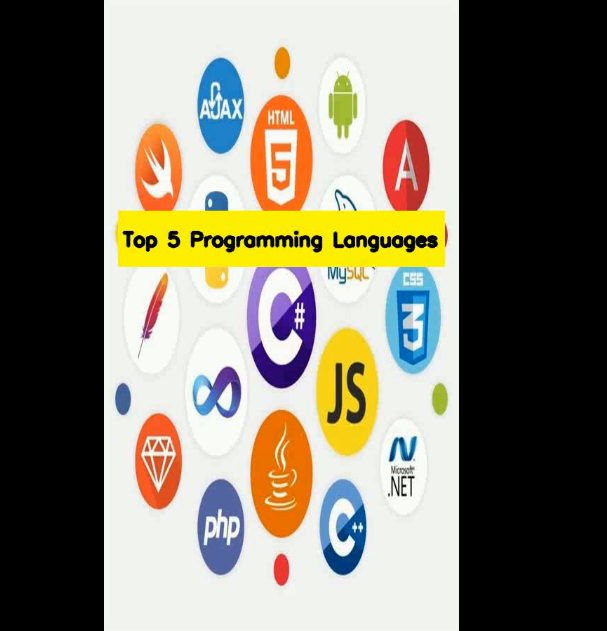 AJAX
HTML
5
A
Top 5 Programming Languages
MySQL
CSS
3
C#
JS
Microsoft
.NET
php
C++